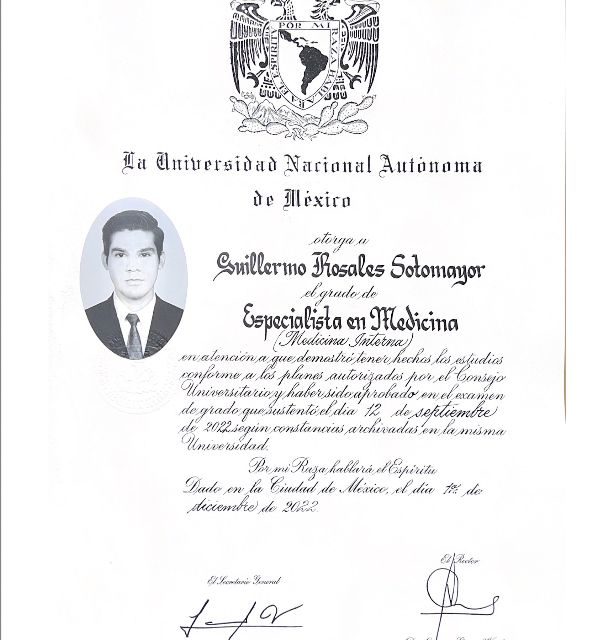 POR MI RAZA HABLARA EL ESPIRITU
La Universidad Nacional Autónoma
de México
otorga a
Guillermo Rosales Sotomayor
el grado de
Especialista en Medicina
(Medicina Interna)
en atención a que demostró tener hechos los estudios
conforme a los planes autorizados por el Consejo
Universitario y haber sido aprobado en el examen
de grado que sustentó el día 12 de septiembre
de 2022 según constancias archivadas en la misma
Universidad.
Por mi Raza hablará el Espíritu
Dado en la Ciudad de México, el día 1º de
diciembre de 2022
El Rector
El Secretario General